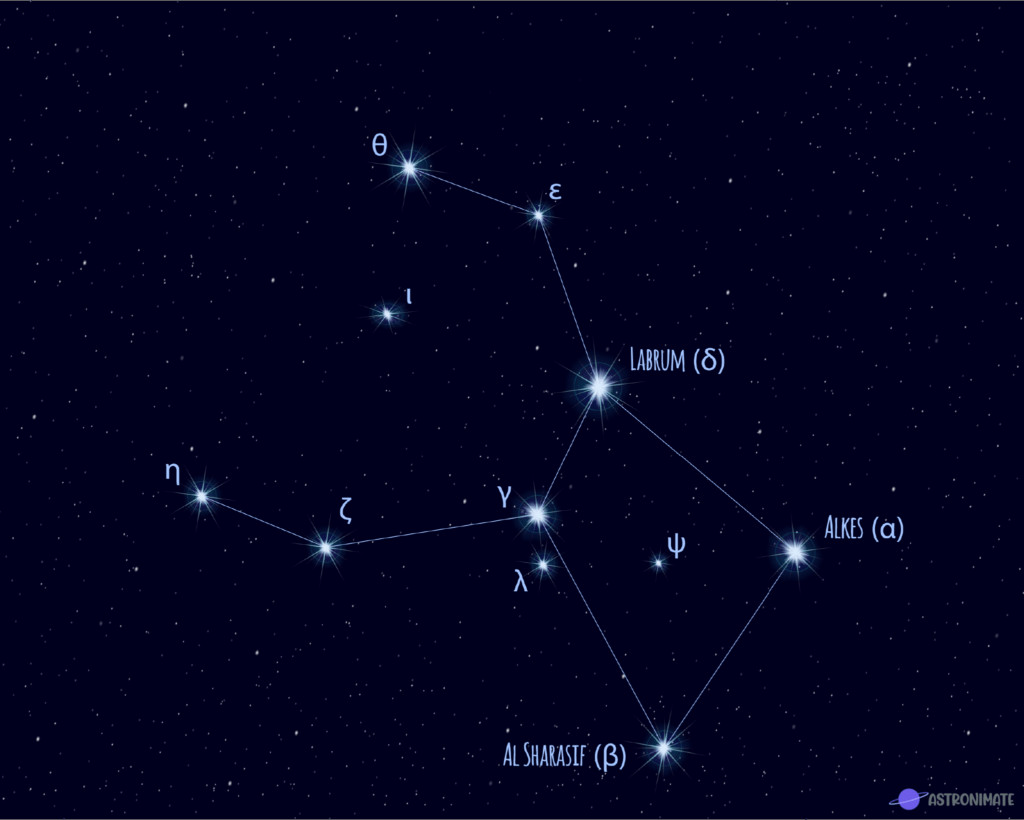 θ
ε
ι
Labrum (δ)
η
ζ
γ
Alkes (α)
ψ
λ
Al Sharasif (β)
ASTRONIMATE